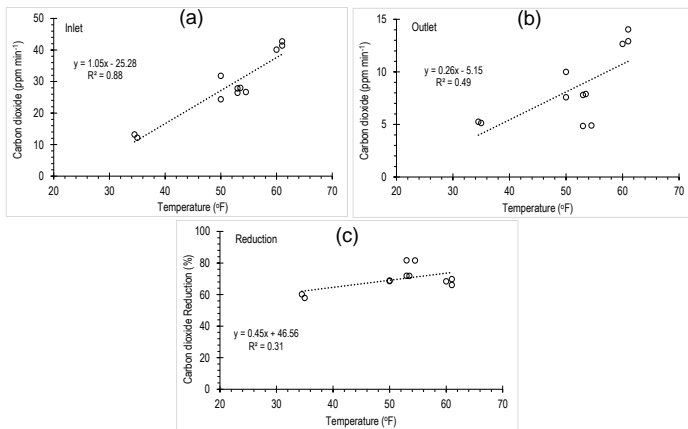 (a)
Inlet
y = 1.05x - 25.28
R² = 0.88
Carbon dioxide (ppm min⁻¹)
50
40
30
20
10
0
20 30 40 50 60 70
Temperature (ºF)
(b)
Outlet
y = 0.26x - 5.15
R² = 0.49
Carbon dioxide (ppm min⁻¹)
15
10
5
0
20 30 40 50 60 70
Temperature (ºF)
(c)
Reduction
y = 0.45x + 46.56
R² = 0.31
Carbon dioxide Reduction (%)
100
80
60
40
20
0
20 30 40 50 60 70
Temperature (ºF)